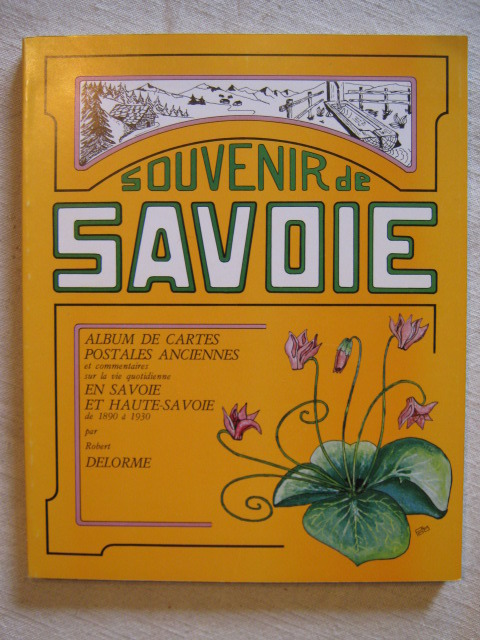 SOUVENIR de
SAVOIE
ALBUM DE CARTES
POSTALES ANCIENNES
et commentaires
sur la vie quotidienne
EN SAVOIE
ET HAUTE-SAVOIE
de 1890 à 1930
par
Robert
DELORME